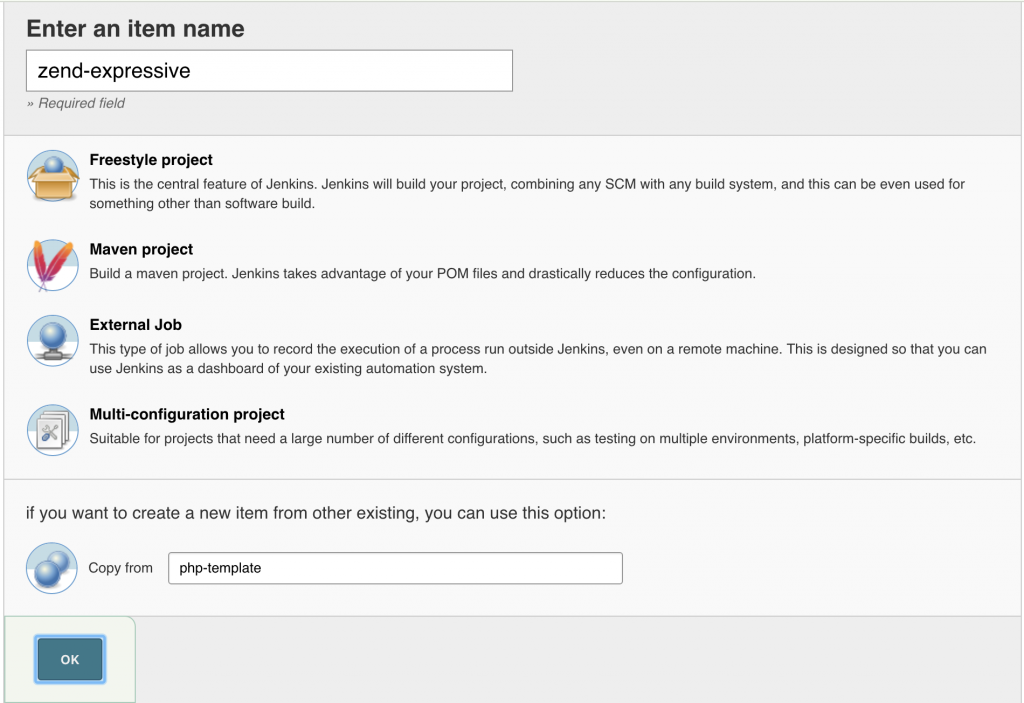 Enter an item name
zend-expressive
» Required field
Freestyle project
This is the central feature of Jenkins. Jenkins will build your project, combining any SCM with any build system, and this can be even used for
something other than software build.
Maven project
Build a maven project. Jenkins takes advantage of your POM files and drastically reduces the configuration.
External Job
This type of job allows you to record the execution of a process run outside Jenkins, even on a remote machine. This is designed so that you can
use Jenkins as a dashboard of your existing automation system.
Multi-configuration project
Suitable for projects that need a large number of different configurations, such as testing on multiple environments, platform-specific builds, etc.
if you want to create a new item from other existing, you can use this option:
Copy from php-template
OK